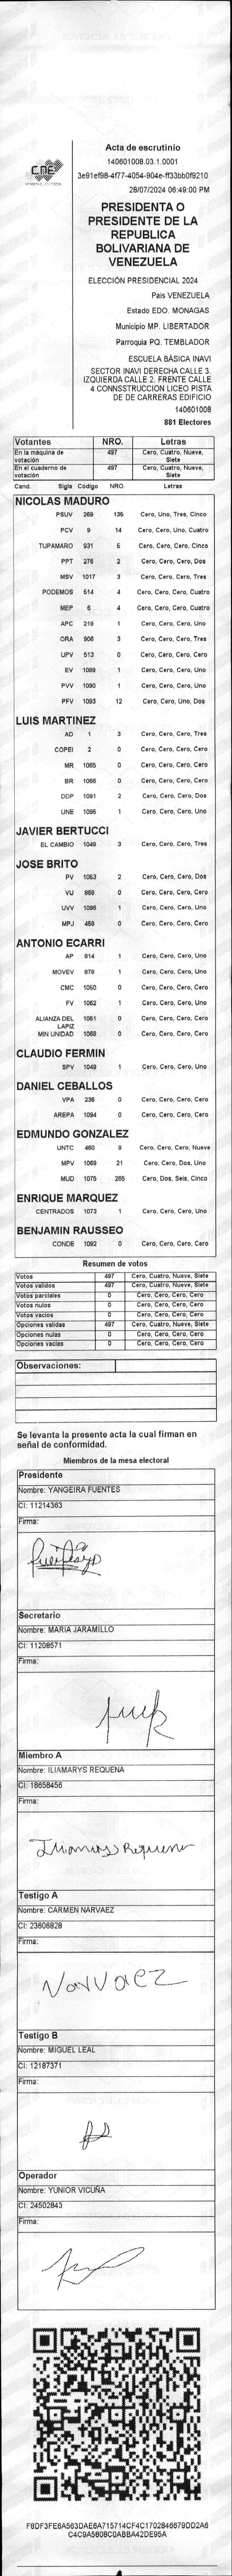 CNE
Acta de escrutinio
140601008.03.1.0001
3e91ef98-4f77-4054-904e-ff33bb0f9210
28/07/2024 06:49:00 PM
PRESIDENTA O
PRESIDENTE DE LA
REPUBLICA
BOLIVARIANA DE
VENEZUELA
ELECCIÓN PRESIDENCIAL 2024
Pais VENEZUELA
Estado EDO. MONAGAS
Municipio MP. LIBERTADOR
Parroquia PQ. TEMBLADOR
ESCUELA BÁSICA INAVI
SECTOR INAVI DERECHA CALLE 3.
IZQUIERDA CALLE 2. FRENTE CALLE
4 CONNSSTRUCCION LICEO PISTA
DE DE CARRERAS EDIFICIO
140601008
881 Electores
Votantes NRO. Letras
En la máquina de votación 497 Cero, Cuatro, Nueve, Siete
En el cuaderno de votación 497 Cero, Cuatro, Nueve, Siete
Cand. Sigla Código NRO. Letras
NICOLAS MADURO
PSUV 269 135 Cero, Uno, Tres, Cinco
PCV 9 14 Cero, Cero, Uno, Cuatro
TUPAMARO 931 5 Cero, Cero, Cero, Cinco
PPT 276 2 Cero, Cero, Cero, Dos
MSV 1017 3 Cero, Cero, Cero, Tres
PODEMOS 514 4 Cero, Cero, Cero, Cuatro
MEP 6 4 Cero, Cero, Cero, Cuatro
APC 219 1 Cero, Cero, Cero, Uno
ORA 906 3 Cero, Cero, Cero, Tres
UPV 513 0 Cero, Cero, Cero, Cero
EV 1089 1 Cero, Cero, Cero, Uno
PVV 1090 1 Cero, Cero, Cero, Uno
PFV 1093 12 Cero, Cero, Uno, Dos
LUIS MARTINEZ
AD 1 3 Cero, Cero, Cero, Tres
COPEI 2 0 Cero, Cero, Cero, Cero
MR 1065 0 Cero, Cero, Cero, Cero
BR 1066 0 Cero, Cero, Cero, Cero
DDP 1091 2 Cero, Cero, Cero, Dos
UNE 1095 1 Cero, Cero, Cero, Uno
JAVIER BERTUCCI
EL CAMBIO 1048 3 Cero, Cero, Cero, Tres
JOSE BRITO
PV 1053 2 Cero, Cero, Cero, Dos
VU 959 0 Cero, Cero, Cero, Cero
UVV 1096 1 Cero, Cero, Cero, Uno
MPJ 458 0 Cero, Cero, Cero, Cero
ANTONIO ECARRI
AP 814 1 Cero, Cero, Cero, Uno
MOVEV 678 1 Cero, Cero, Cero, Uno
CMC 1050 0 Cero, Cero, Cero, Cero
FV 1062 1 Cero, Cero, Cero, Uno
ALIANZA DEL LAPIZ 1051 0 Cero, Cero, Cero, Cero
MIN UNIDAD 1068 0 Cero, Cero, Cero, Cero
CLAUDIO FERMIN
SPV 1049 1 Cero, Cero, Cero, Uno
DANIEL CEBALLOS
VPA 236 0 Cero, Cero, Cero, Cero
AREPA 1094 0 Cero, Cero, Cero, Cero
EDMUNDO GONZALEZ
UNTC 460 9 Cero, Cero, Cero, Nueve
MPV 1069 21 Cero, Cero, Dos, Uno
MUD 1075 265 Cero, Dos, Seis, Cinco
ENRIQUE MARQUEZ
CENTRADOS 1073 1 Cero, Cero, Cero, Uno
BENJAMIN RAUSSEO
CONDE 1092 0 Cero, Cero, Cero, Cero
Resumen de votos
Votos 497 Cero, Cuatro, Nueve, Siete
Votos validos 497 Cero, Cuatro, Nueve, Siete
Votos parciales 0 Cero, Cero, Cero, Cero
Votos nulos 0 Cero, Cero, Cero, Cero
Votos vacios 0 Cero, Cero, Cero, Cero
Opciones validas 497 Cero, Cuatro, Nueve, Siete
Opciones nulas 0 Cero, Cero, Cero, Cero
Opciones vacías 0 Cero, Cero, Cero, Cero
Observaciones:
Se levanta la presente acta la cual firman en
señal de conformidad.
Miembros de la mesa electoral
Presidente
Nombre: YANGEIRA FUENTES
CI: 11214363
Firma:
Secretario
Nombre: MARIA JARAMILLO
CI: 11208571
Firma:
Miembro A
Nombre: ILIAMARYS REQUENA
CI: 18658456
Firma:
Iliamarys Requena
Testigo A
Nombre: CARMEN NARVAEZ
CI: 23606828
Firma:
Narvaez
Testigo B
Nombre: MIGUEL LEAL
CI: 12187371
Firma:
Operador
Nombre: YUNIOR VICUÑA
CI: 24502843
Firma:
F8DF3FE6A563DAE6A715714CF4C1702846679DD2A6
C4C9A5808C0ABBA42DE95A